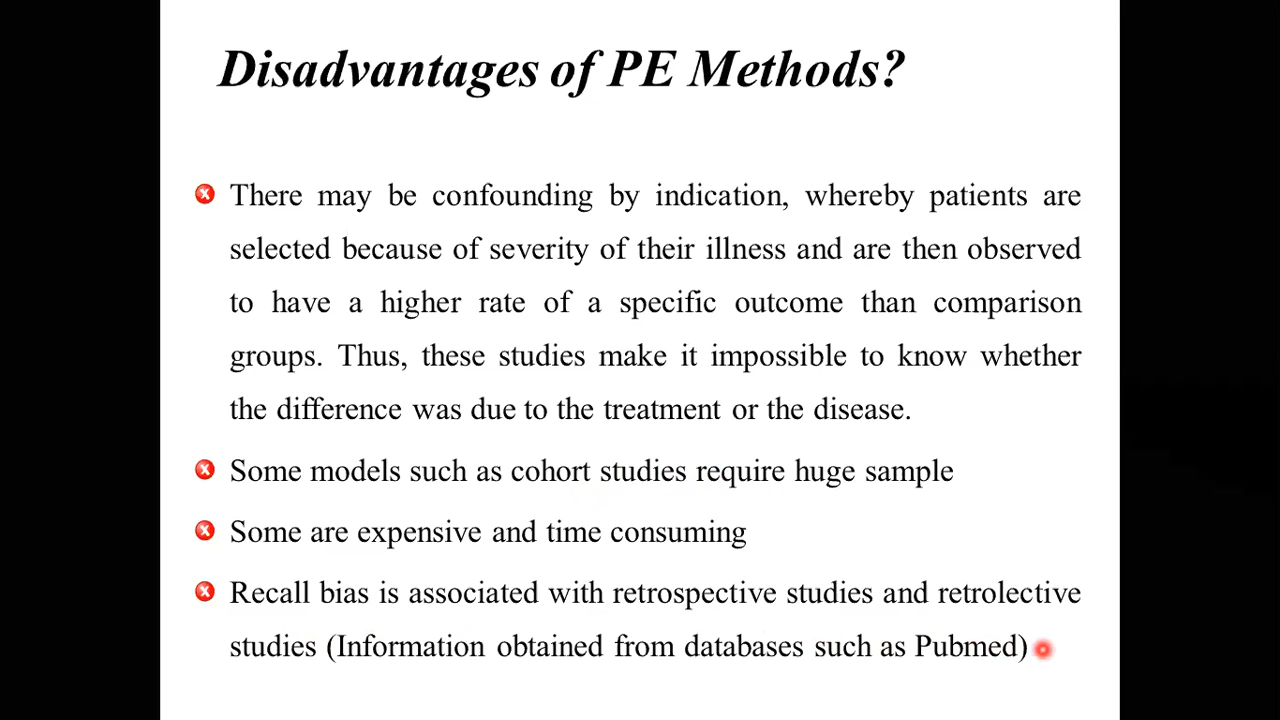 Disadvantages of PE Methods?
There may be confounding by indication, whereby patients are
selected because of severity of their illness and are then observed
to have a higher rate of a specific outcome than comparison
groups. Thus, these studies make it impossible to know whether
the difference was due to the treatment or the disease.
Some models such as cohort studies require huge sample
Some are expensive and time consuming
Recall bias is associated with retrospective studies and retrolective
studies (Information obtained from databases such as Pubmed)